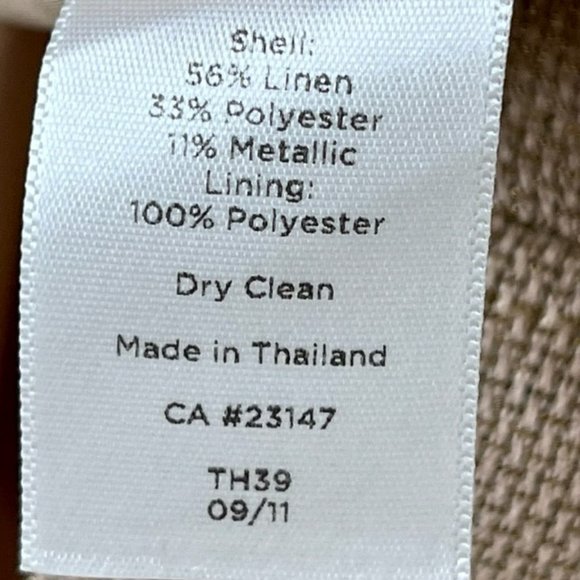 Shell:
56% Linen
33% Polyester
11% Metallic
Lining:
100% Polyester
Dry Clean
Made in Thailand
CA #23147
TH39
09/11